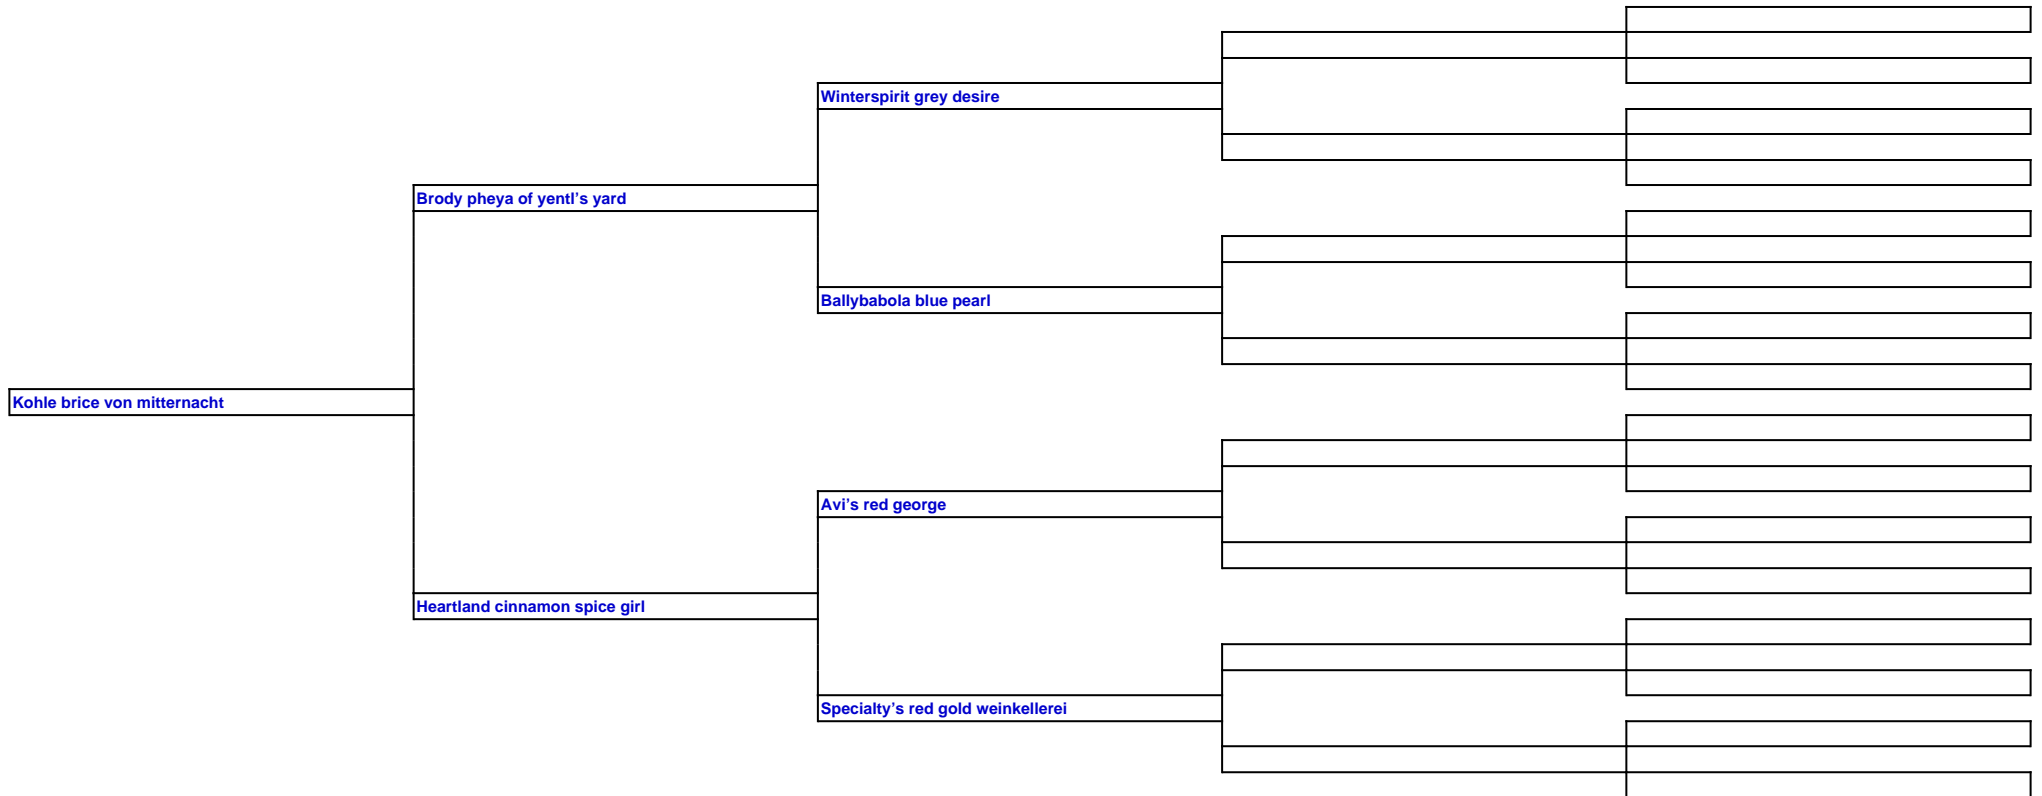 Winterspirit grey desire
Brody pheya of yentl’s yard
Ballybabola blue pearl
Kohle brice von mitternacht
Avi’s red george
Heartland cinnamon spice girl
Specialty’s red gold weinkellerei